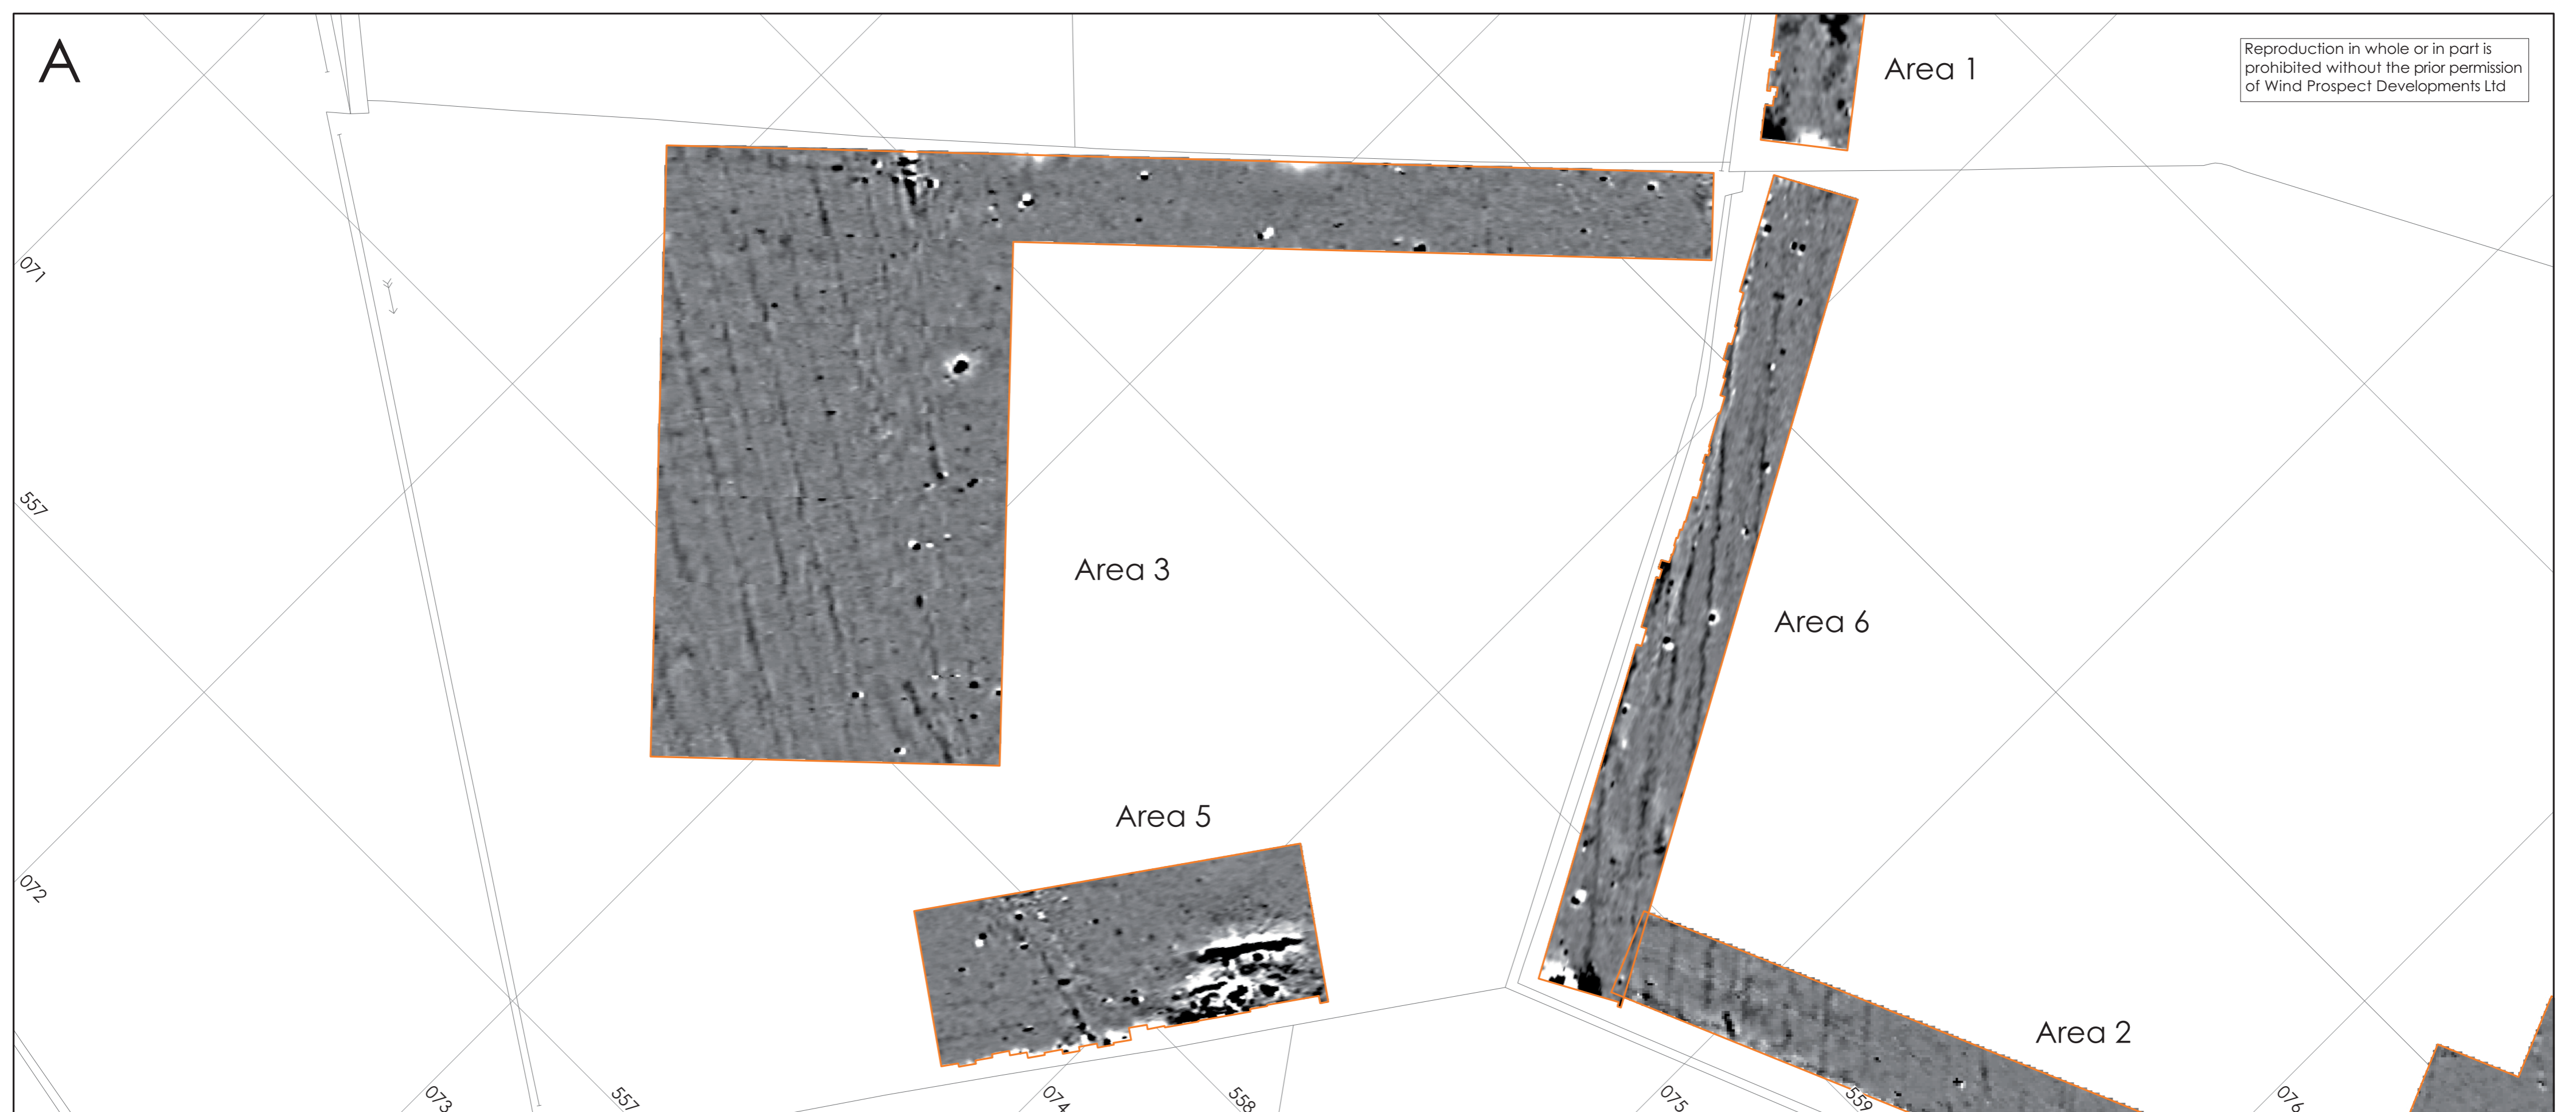 A
Area 1
Reproduction in whole or in part is
prohibited without the prior permission
of Wind Prospect Developments Ltd
071
557
Area 3
Area 6
Area 5
072
Area 2
073
557
074
558
075
559
076